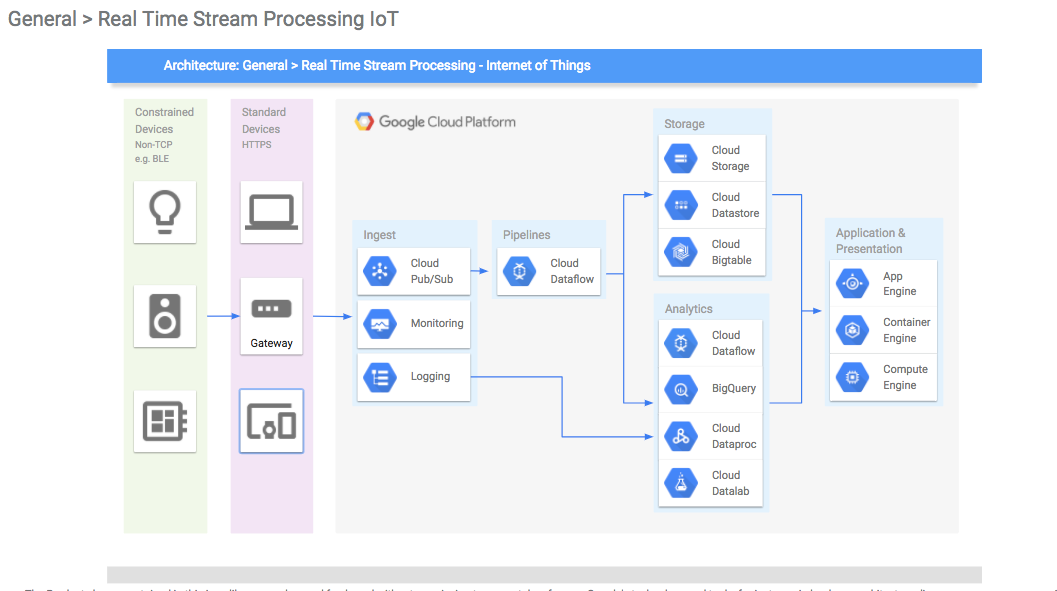 General > Real Time Stream Processing IoT
Architecture: General > Real Time Stream Processing - Internet of Things
Constrained
Devices
Non-TCP
e.g. BLE
Standard
Devices
HTTPS
Gateway
Google Cloud Platform
Ingest
Cloud
Pub/Sub
Monitoring
Logging
Pipelines
Cloud
Dataflow
Storage
Cloud
Storage
Cloud
Datastore
Cloud
Bigtable
Analytics
Cloud
Dataflow
BigQuery
Cloud
Dataproc
Cloud
Datalab
Application &
Presentation
App
Engine
Container
Engine
Compute
Engine